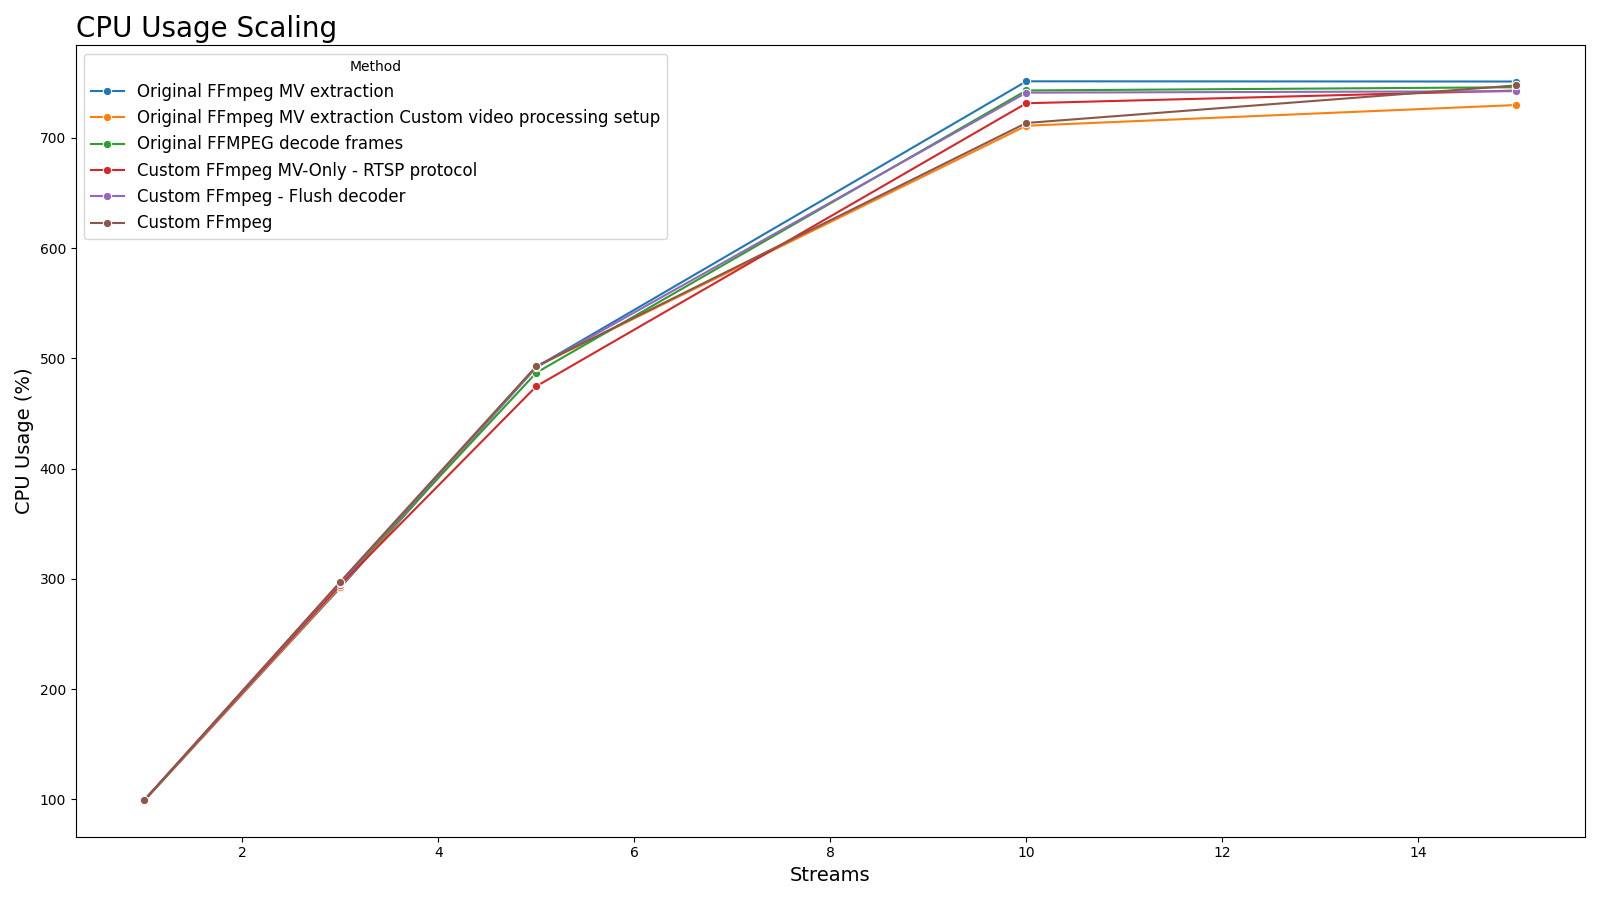 CPU Usage Scaling
Method
Original FFmpeg MV extraction
Original FFmpeg MV extraction Custom video processing setup
Original FFMPEG decode frames
Custom FFmpeg MV-Only - RTSP protocol
Custom FFmpeg - Flush decoder
Custom FFmpeg
700
600
500
400
300
200
100
CPU Usage (%)
2 4 6 8 10 12 14
Streams